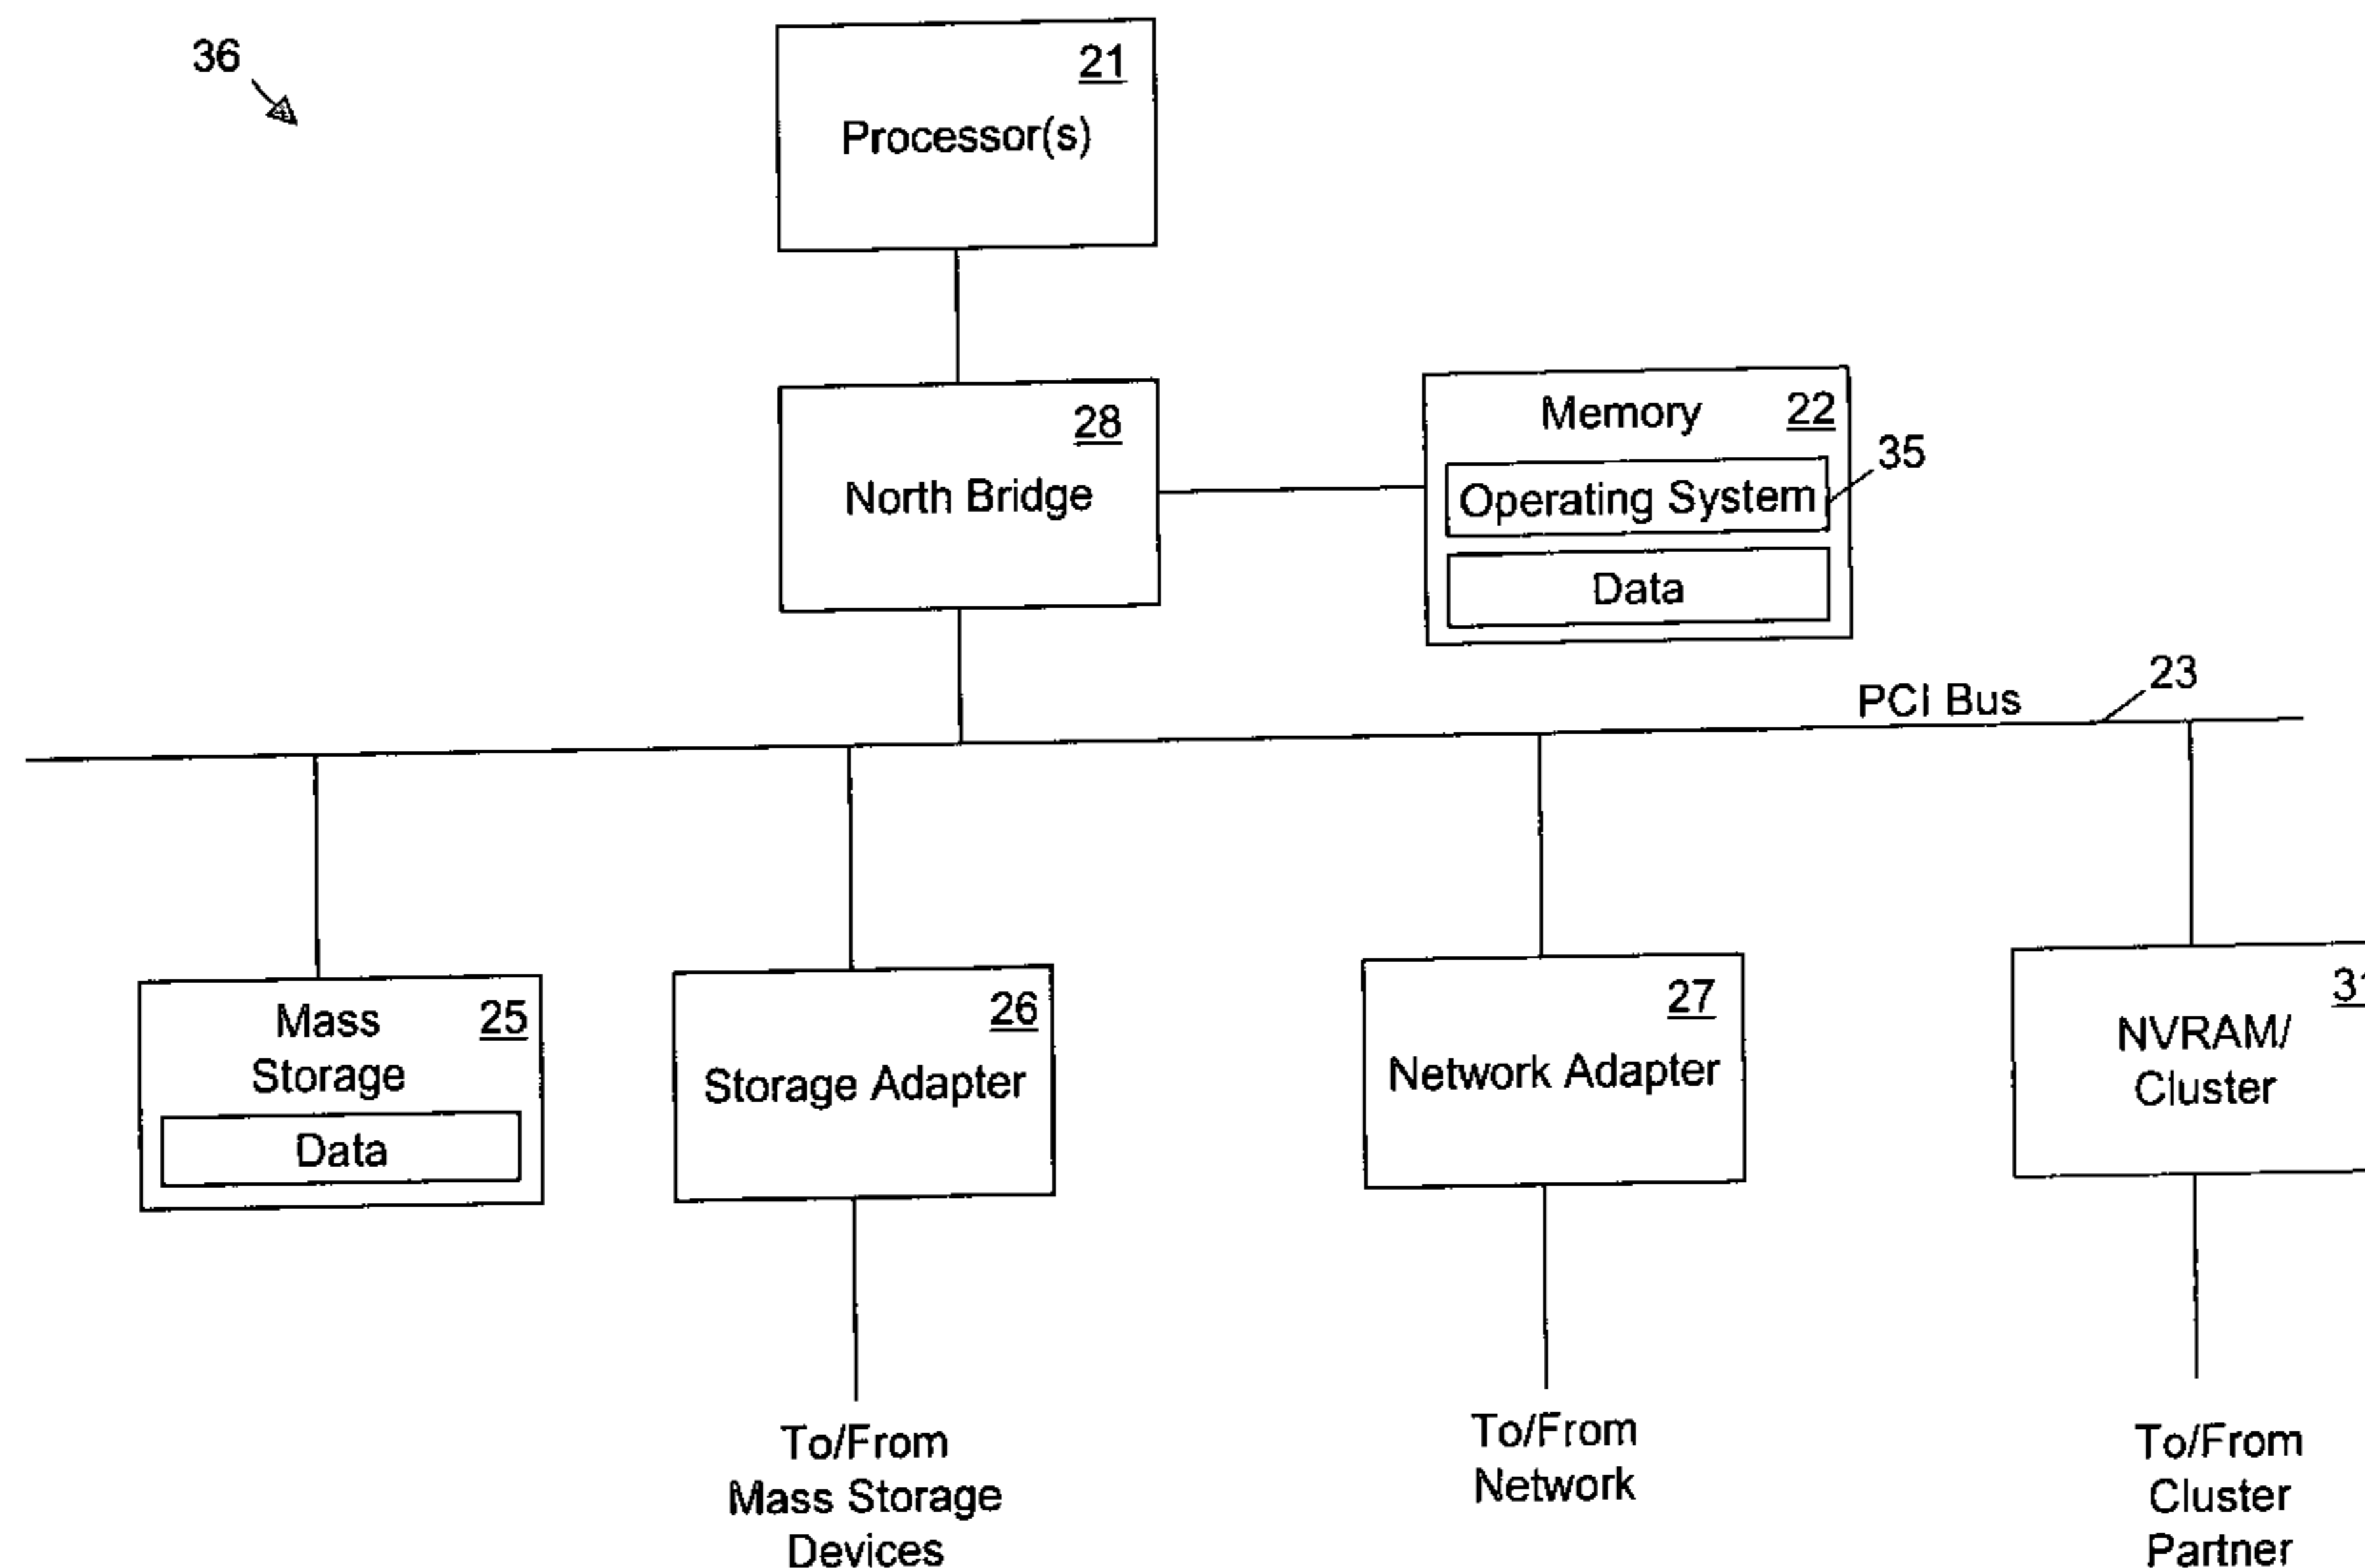 36
21
Processor(s)
28
North Bridge
Memory 22
35
Operating System
Data
PCI Bus
23
Mass 25
Storage
Data
26
Storage Adapter
27
Network Adapter
31
NVRAM/
Cluster
To/From
Mass Storage
Devices
To/From
Network
To/From
Cluster
Partner